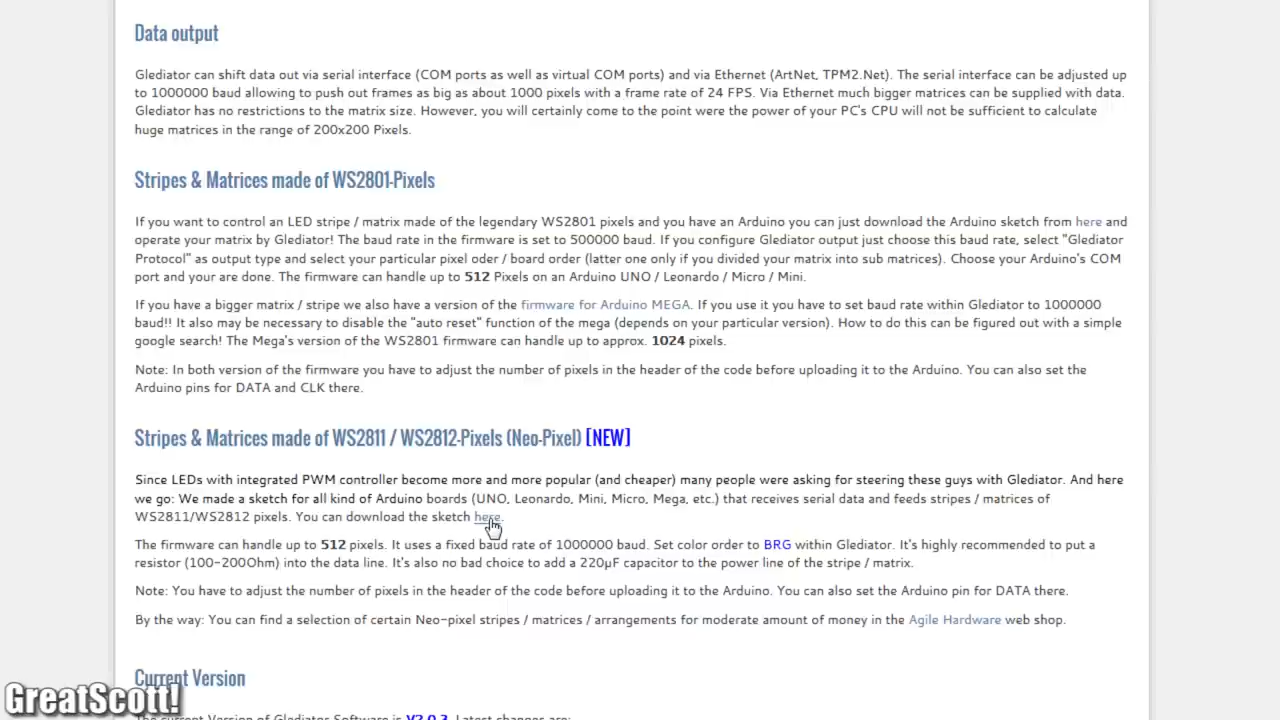 Data output
Glediator can shift data out via serial interface (COM ports as well as virtual COM ports) and via Ethernet (ArtNet, TPM2.Net). The serial interface can be adjusted up
to 1000000 baud allowing to push out frames as big as about 1000 pixels with a frame rate of 24 FPS. Via Ethernet much bigger matrices can be supplied with data.
Glediator has no restrictions to the matrix size. However, you will certainly come to the point were the power of your PC's CPU will not be sufficient to calculate
huge matrices in the range of 200x200 Pixels.
Stripes & Matrices made of WS2801-Pixels
If you want to control an LED stripe / matrix made of the legendary WS2801 pixels and you have an Arduino you can just download the Arduino sketch from here and
operate your matrix by Glediator! The baud rate in the firmware is set to 500000 baud. If you configure Glediator output just choose this baud rate, select "Glediator
Protocol" as output type and select your particular pixel oder / board order (latter one only if you divided your matrix into sub matrices). Choose your Arduino's COM
port and your are done. The firmware can handle up to 512 Pixels on an Arduino UNO / Leonardo / Micro / Mini.
If you have a bigger matrix / stripe we also have a version of the firmware for Arduino MEGA. If you use it you have to set baud rate within Glediator to 1000000
baud!! It also may be necessary to disable the "auto reset" function of the mega (depends on your particular version). How to do this can be figured out with a simple
google search! The Mega's version of the WS2801 firmware can handle up to approx. 1024 pixels.
Note: In both version of the firmware you have to adjust the number of pixels in the header of the code before uploading it to the Arduino. You can also set the
Arduino pins for DATA and CLK there.
Stripes & Matrices made of WS2811 / WS2812-Pixels (Neo-Pixel) [NEW]
Since LEDs with integrated PWM controller become more and more popular (and cheaper) many people were asking for steering these guys with Glediator. And here
we go: We made a sketch for all kind of Arduino boards (UNO, Leonardo, Mini, Micro, Mega, etc.) that receives serial data and feeds stripes / matrices of
WS2811/WS2812 pixels. You can download the sketch here.
The firmware can handle up to 512 pixels. It uses a fixed baud rate of 1000000 baud. Set color order to BRG within Glediator. It's highly recommended to put a
resistor (100-200Ohm) into the data line. It's also no bad choice to add a 220µF capacitor to the power line of the stripe / matrix.
Note: You have to adjust the number of pixels in the header of the code before uploading it to the Arduino. You can also set the Arduino pin for DATA there.
By the way: You can find a selection of certain Neo-pixel stripes / matrices / arrangements for moderate amount of money in the Agile Hardware web shop.
Current Version
GreatScott!
The current Version of Glediator Software is V2.0.3. Latest changes are: